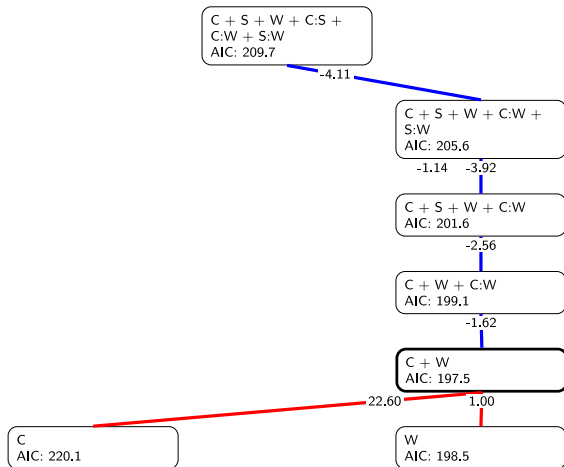 C + S + W + C:S +
C:W + S:W
AIC: 209.7
-4.11
C + S + W + C:W +
S:W
AIC: 205.6
-1.14 -3.92
C + S + W + C:W
AIC: 201.6
-2.56
C + W + C:W
AIC: 199.1
-1.62
C + W
AIC: 197.5
22.60 1.00
C
AIC: 220.1
W
AIC: 198.5